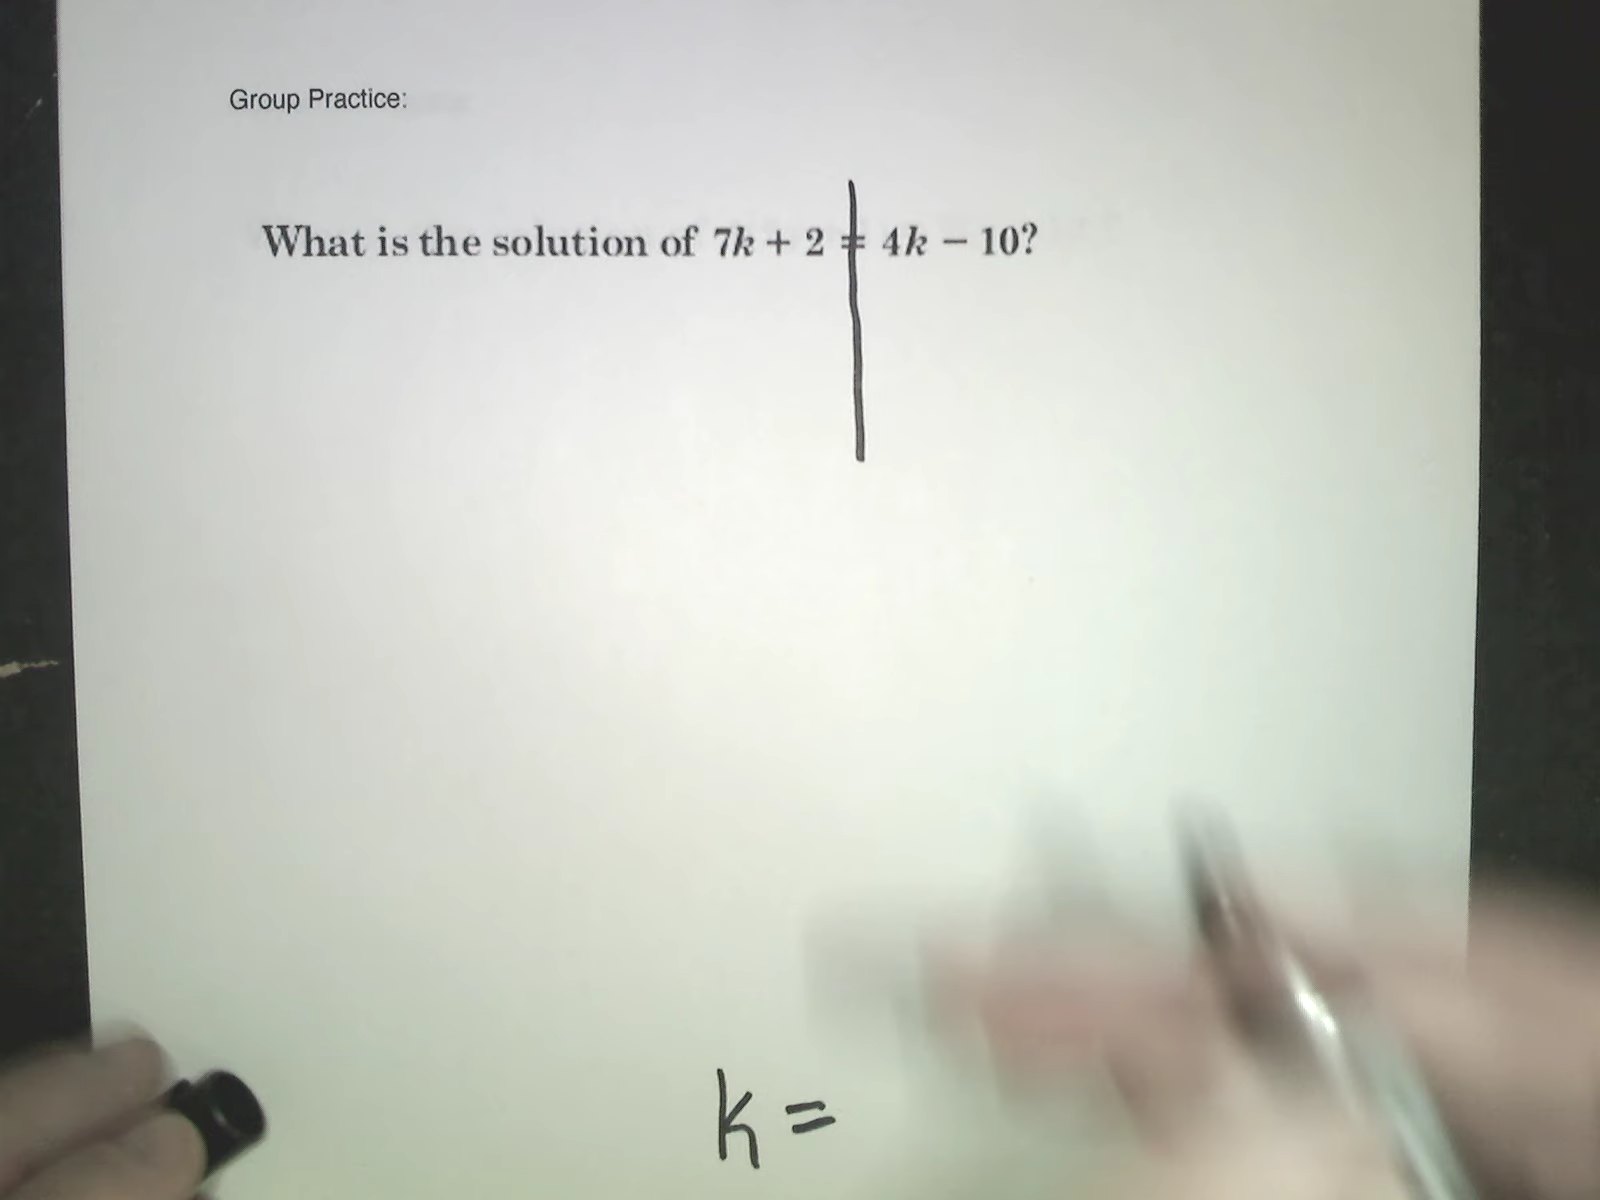 Group Practice:
What is the solution of 7k + 2 = 4k − 10?
k =